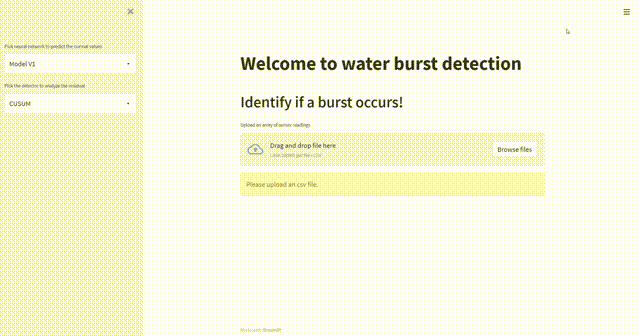 Pick neural network to predict the normal values
Model V1
Pick the detector to analyze the residual
CUSUM
Welcome to water burst detection
Identify if a burst occurs!
Upload an array of sensor readings
Drag and drop file here
Limit 200MB per file • CSV
Browse files
Please upload an csv file.
Made with Streamlit